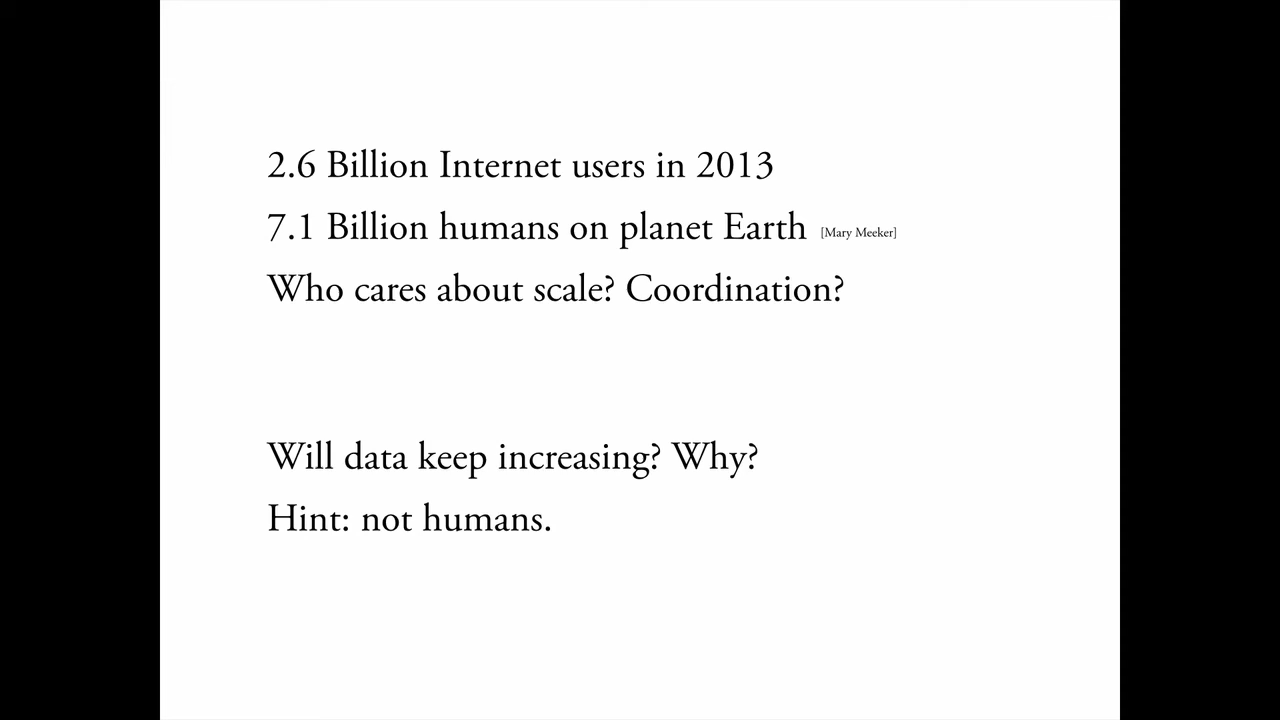 2.6 Billion Internet users in 2013
7.1 Billion humans on planet Earth [Mary Meeker]
Who cares about scale? Coordination?
Will data keep increasing? Why?
Hint: not humans.